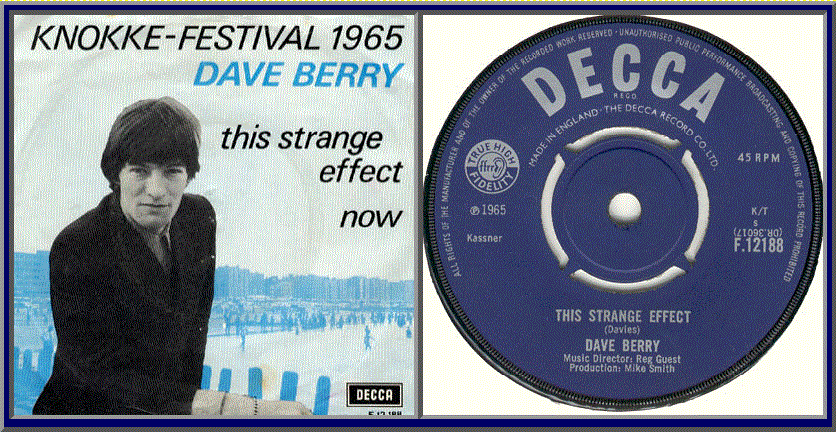 KNOKKE-FESTIVAL 1965
DAVE BERRY
this strange
effect
now
DECCA
F.12.188
ALL RIGHTS OF THE MANUFACTURER AND OF THE OWNER OF THE RECORDED WORK RESERVED · UNAUTHORISED PUBLIC PERFORMANCE, BROADCASTING AND COPYING OF THIS RECORD PROHIBITED
DECCA
REGD
MADE IN ENGLAND · THE DECCA RECORD CO. LTD.
TRUE HIGH
ffrr
FIDELITY
45 RPM
℗ 1965
Kassner
K/T
(DR.36017)
F.12188
THIS STRANGE EFFECT
(Davies)
DAVE BERRY
Music Director: Reg Guest
Production: Mike Smith